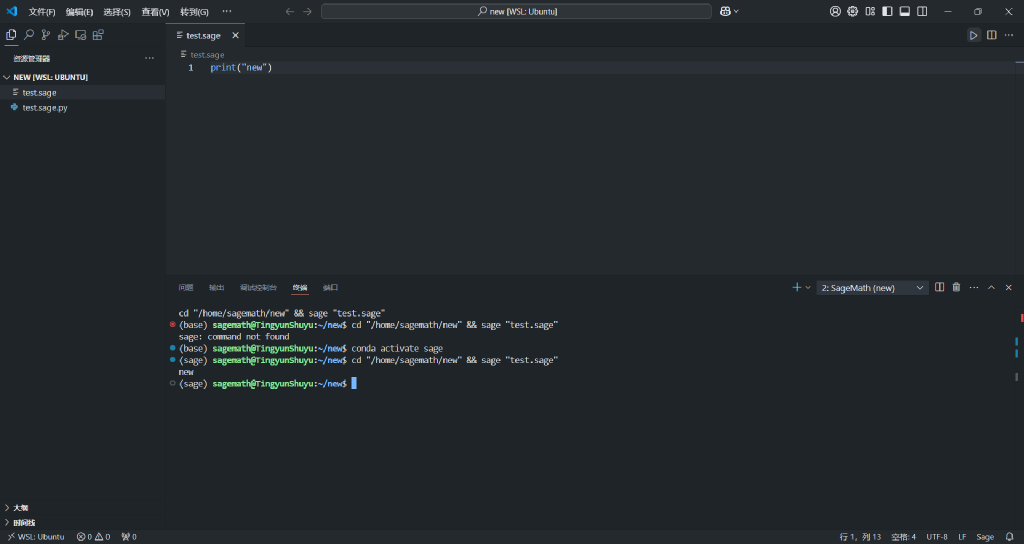 文件(F) 编辑(E) 选择(S) 查看(V) 转到(G) ··· new [WSL: Ubuntu]
资源管理器 ···
NEW [WSL: UBUNTU]
test.sage
test.sage.py
test.sage
test.sage
1 print("new")
问题 输出 调试控制台 终端 端口 2: SageMath (new)
cd "/home/sagemath/new" && sage "test.sage"
(base) sagemath@TingyunShuyu:~/new$ cd "/home/sagemath/new" && sage "test.sage"
sage: command not found
(base) sagemath@TingyunShuyu:~/new$ conda activate sage
(sage) sagemath@TingyunShuyu:~/new$ cd "/home/sagemath/new" && sage "test.sage"
new
(sage) sagemath@TingyunShuyu:~/new$
大纲
时间线
WSL: Ubuntu 0 0 0 行 1，列 13 空格: 4 UTF-8 LF Sage